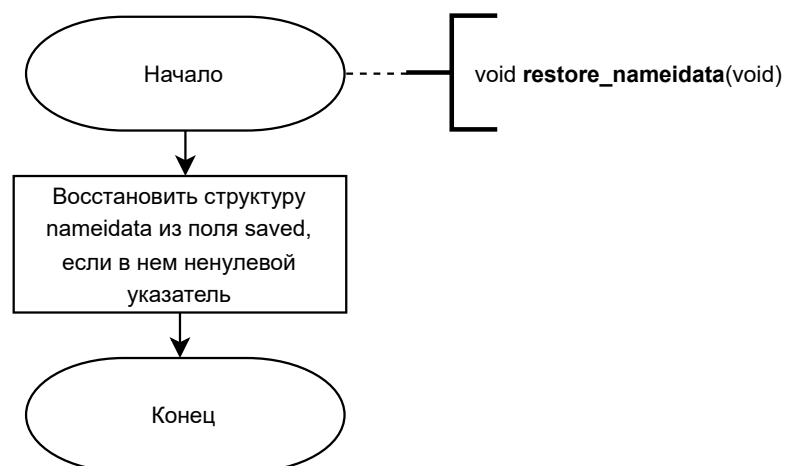 Начало
void restore_nameidata(void)
Восстановить структуру
nameidata из поля saved,
если в нем ненулевой
указатель
Конец